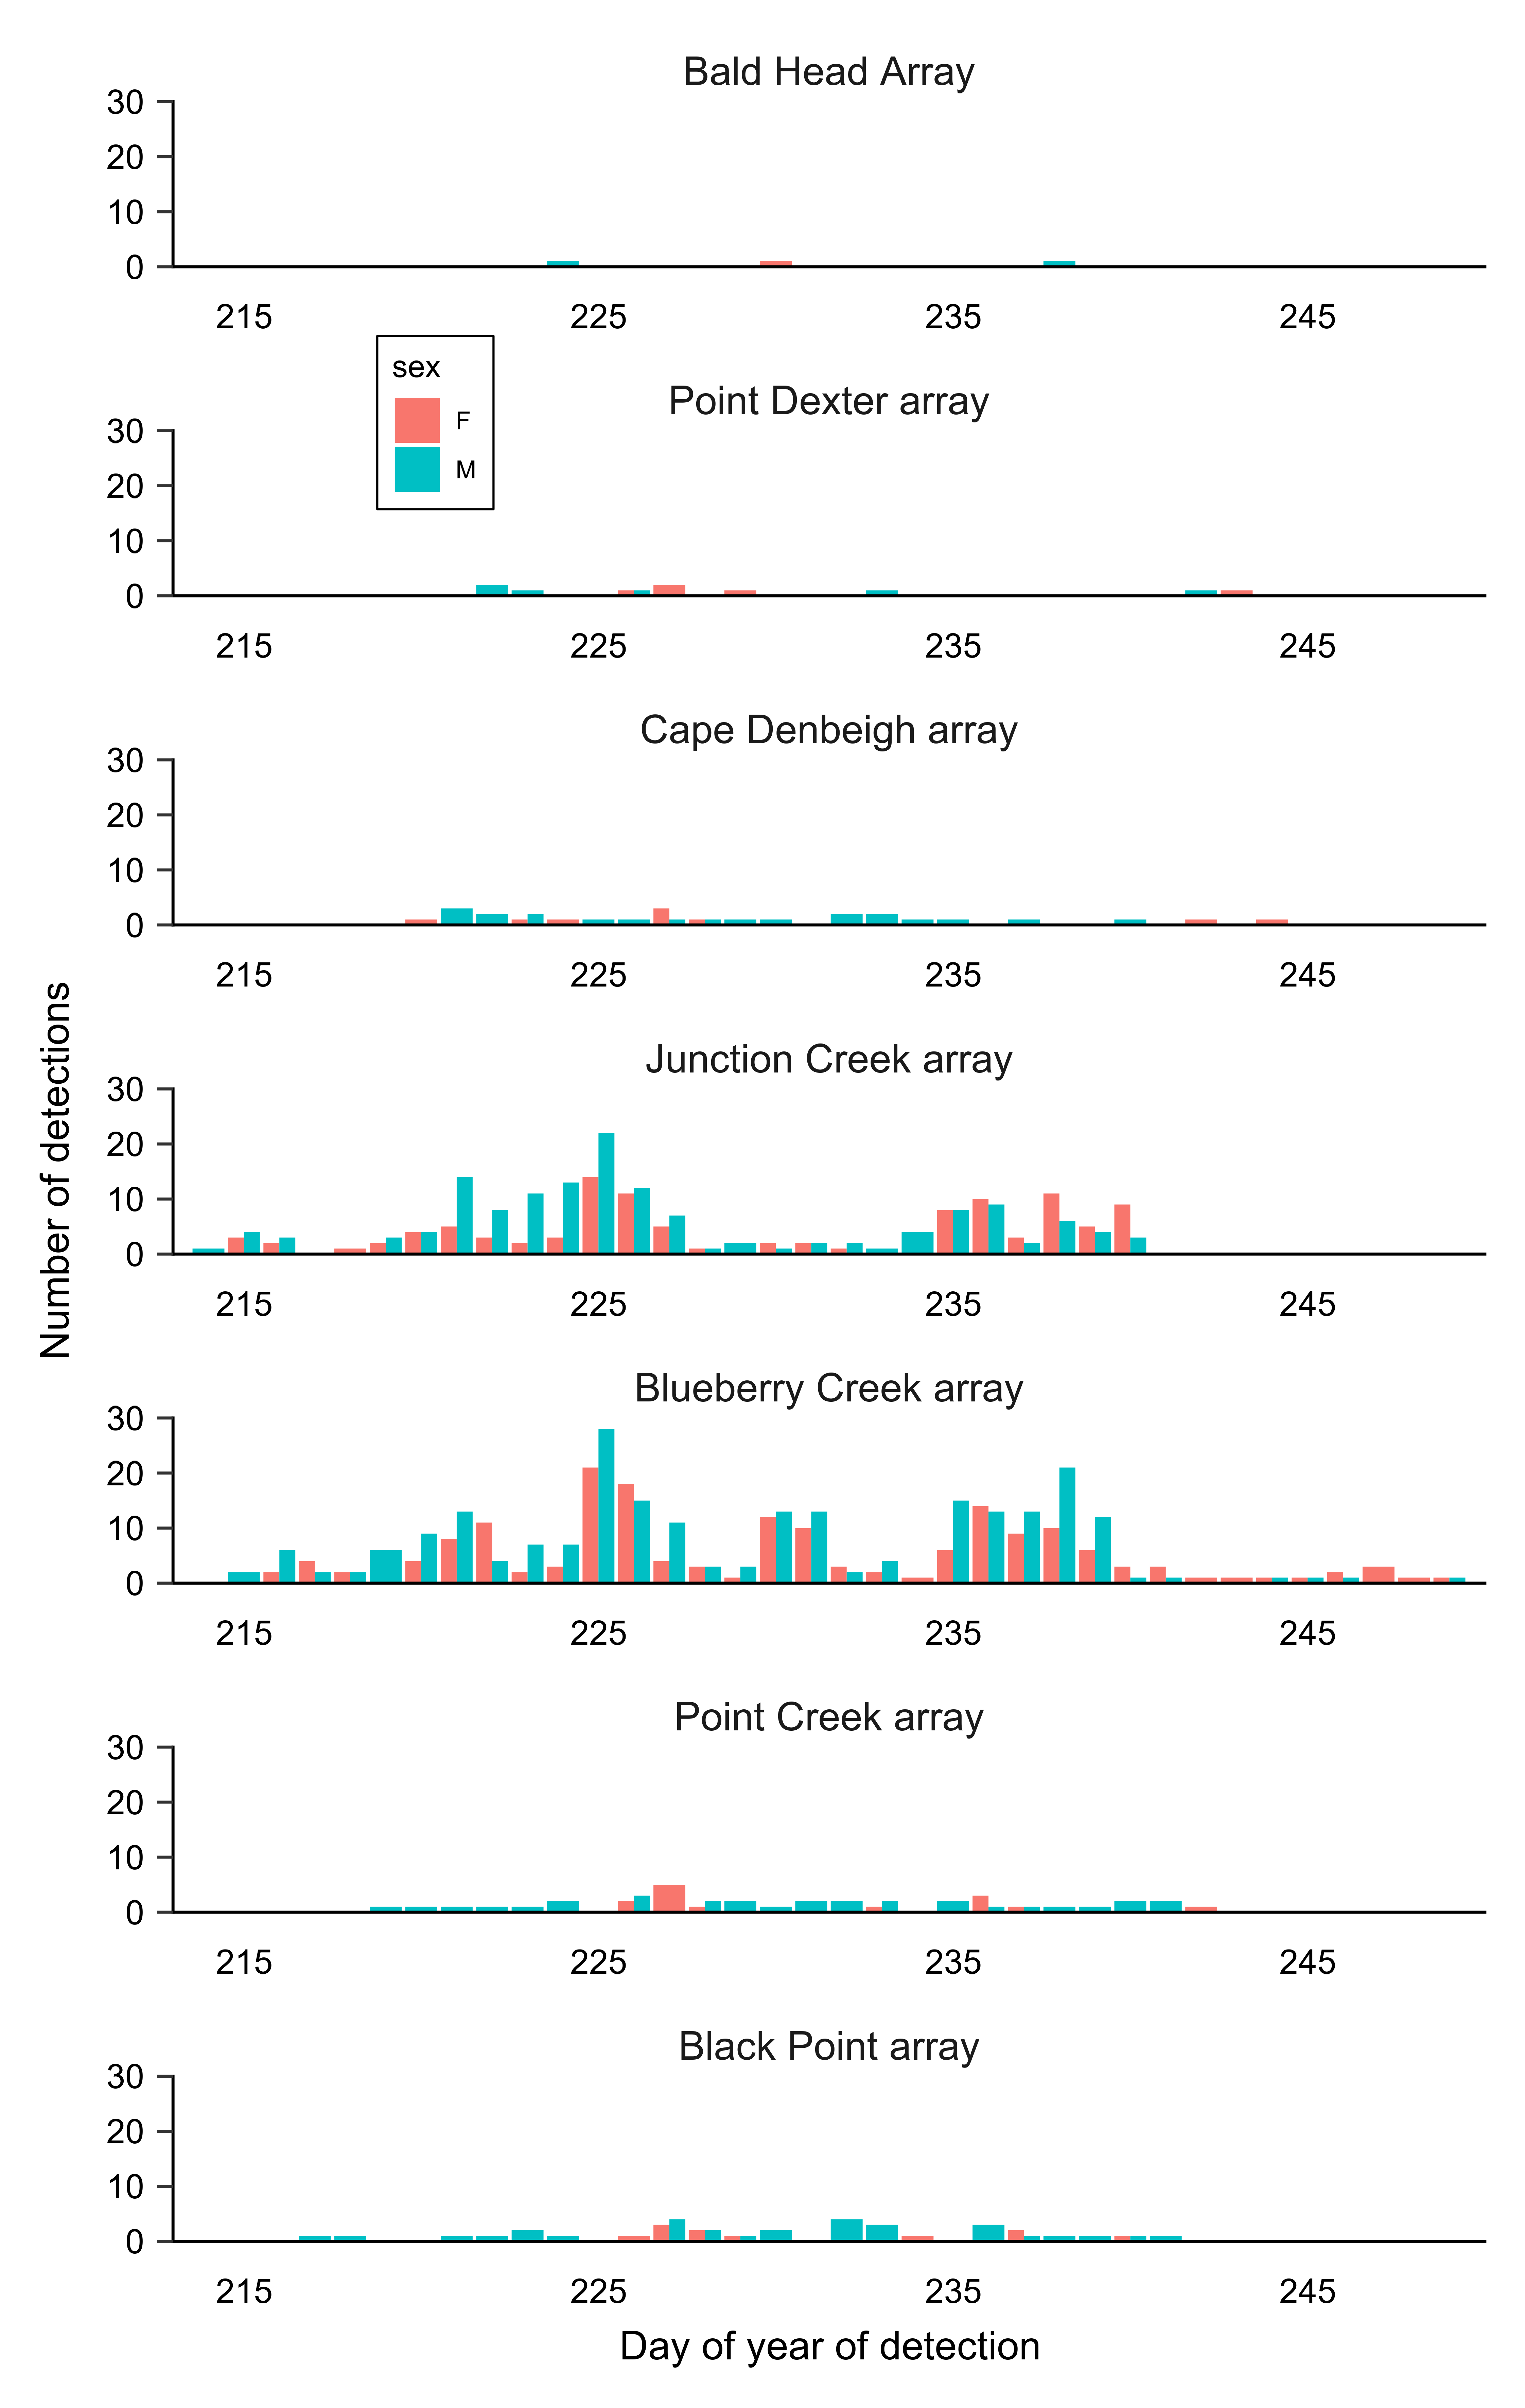 Bald Head Array
30
20
10
0
215 225 235 245
sex
F
M
Point Dexter array
30
20
10
0
215 225 235 245
Cape Denbeigh array
30
20
10
0
215 225 235 245
Number of detections
Junction Creek array
30
20
10
0
215 225 235 245
Blueberry Creek array
30
20
10
0
215 225 235 245
Point Creek array
30
20
10
0
215 225 235 245
Black Point array
30
20
10
0
215 225 235 245
Day of year of detection